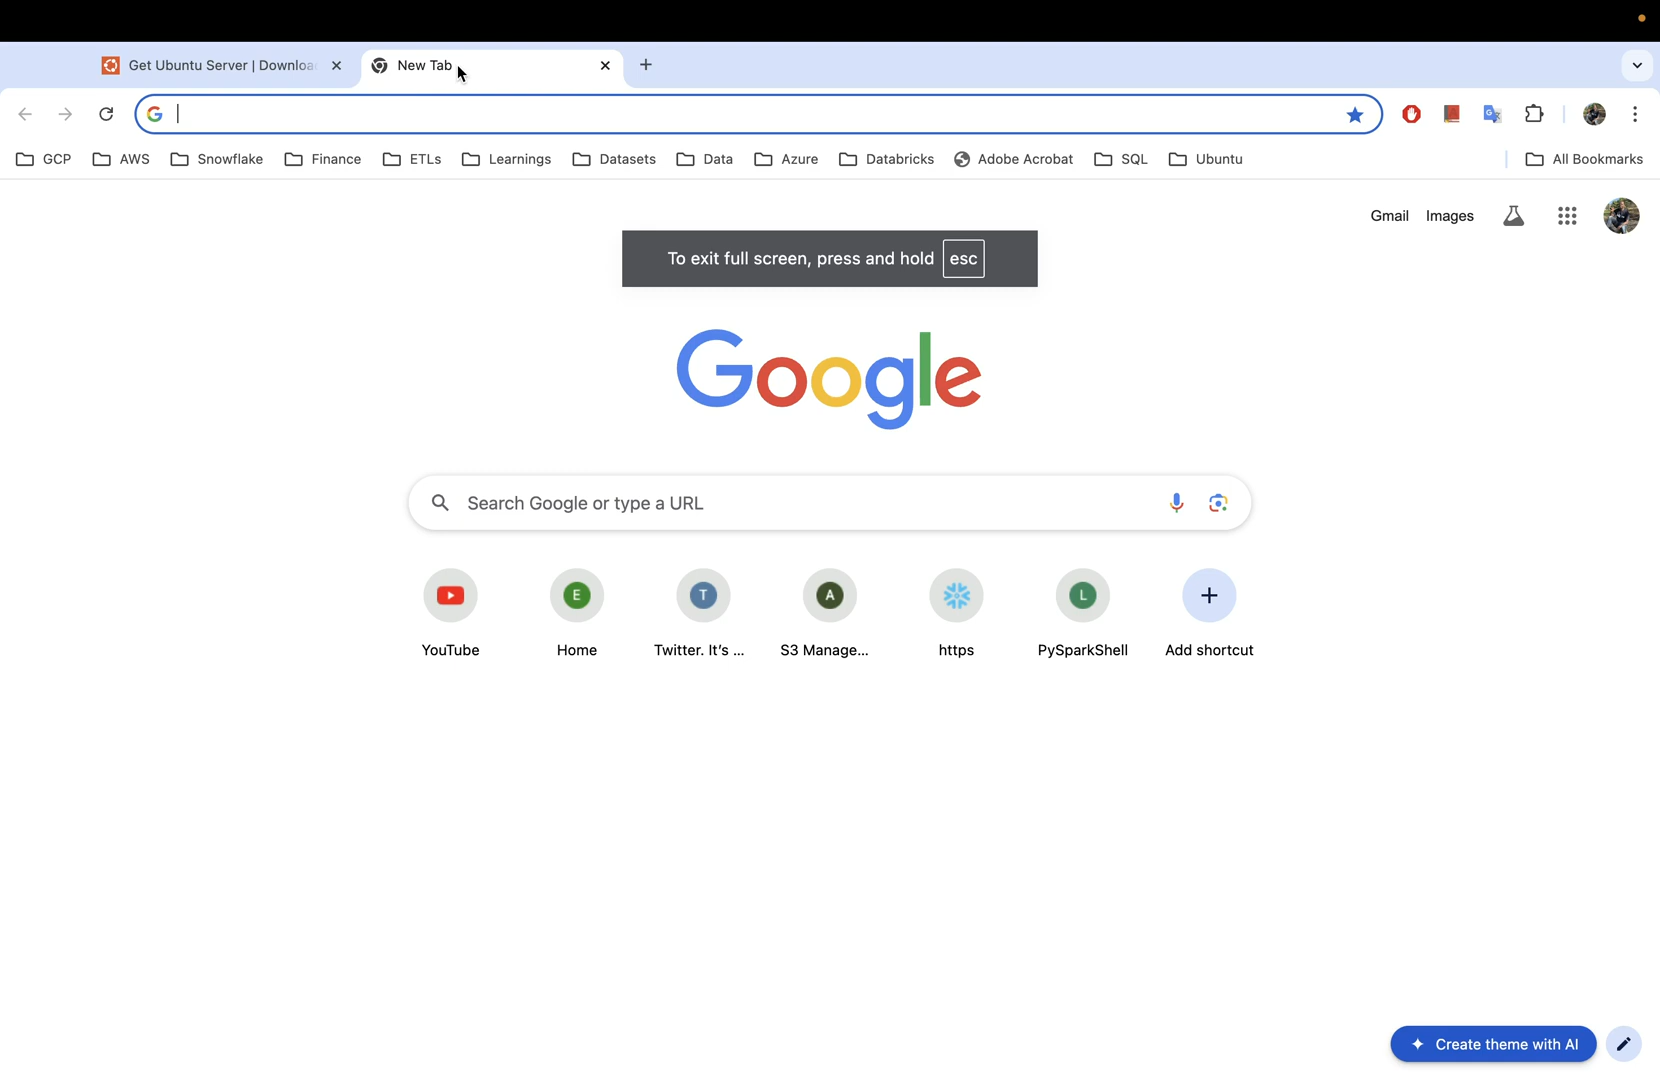 Get Ubuntu Server | Downloa
New Tab
GCP AWS Snowflake Finance ETLs Learnings Datasets Data Azure Databricks Adobe Acrobat SQL Ubuntu All Bookmarks
Gmail Images
To exit full screen, press and hold esc
Google
Search Google or type a URL
E T A L
YouTube Home Twitter. It's ... S3 Manage... https PySparkShell Add shortcut
Create theme with AI